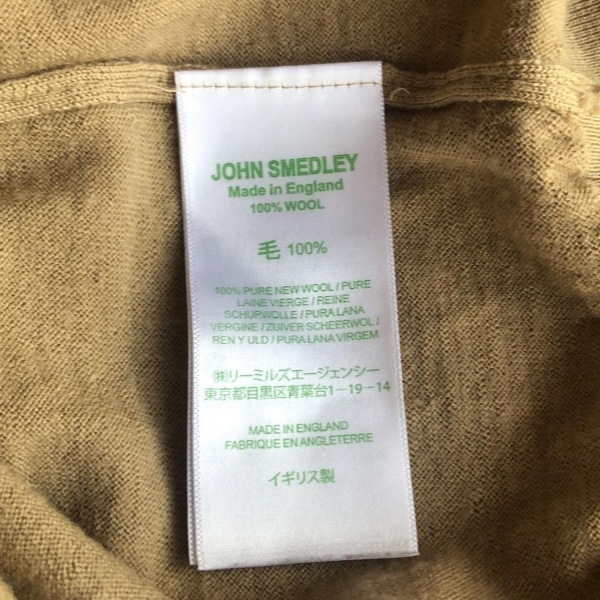 JOHN SMEDLEY
Made in England
100% WOOL
毛 100%
100% PURE NEW WOOL / PURE
LAINE VIERGE / REINE
SCHURWOLLE / PURA LANA
VERGINE / ZUIVER SCHEERWOL /
REN Y ULD / PURA LANA VIRGEM
㈱リーミルズエージェンシー
東京都目黒区青葉台1-19-14
MADE IN ENGLAND
FABRIQUE EN ANGLETERRE
イギリス製